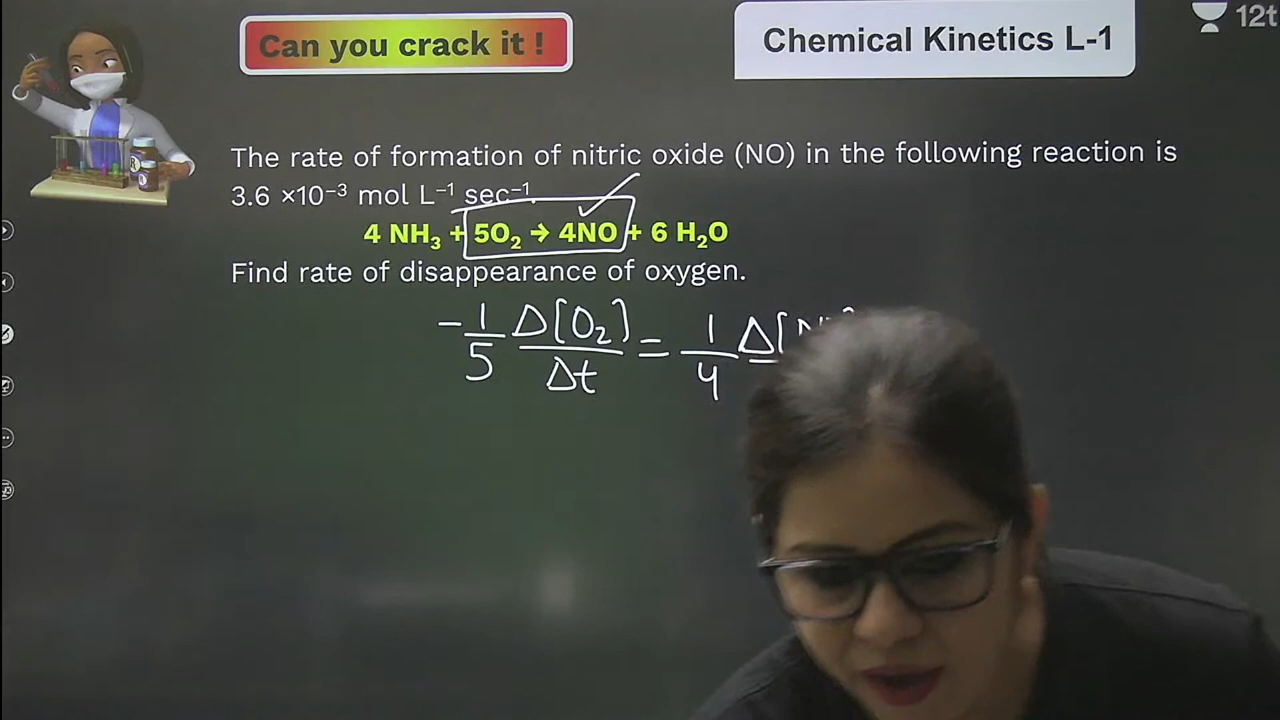 Can you crack it !
Chemical Kinetics L-1
12t
The rate of formation of nitric oxide (NO) in the following reaction is
3.6 ×10⁻³ mol L⁻¹ sec⁻¹.
4 NH₃ + 5O₂ → 4NO + 6 H₂O
Find rate of disappearance of oxygen.
-1/5 Δ[O₂]/Δt = 1/4 Δ[